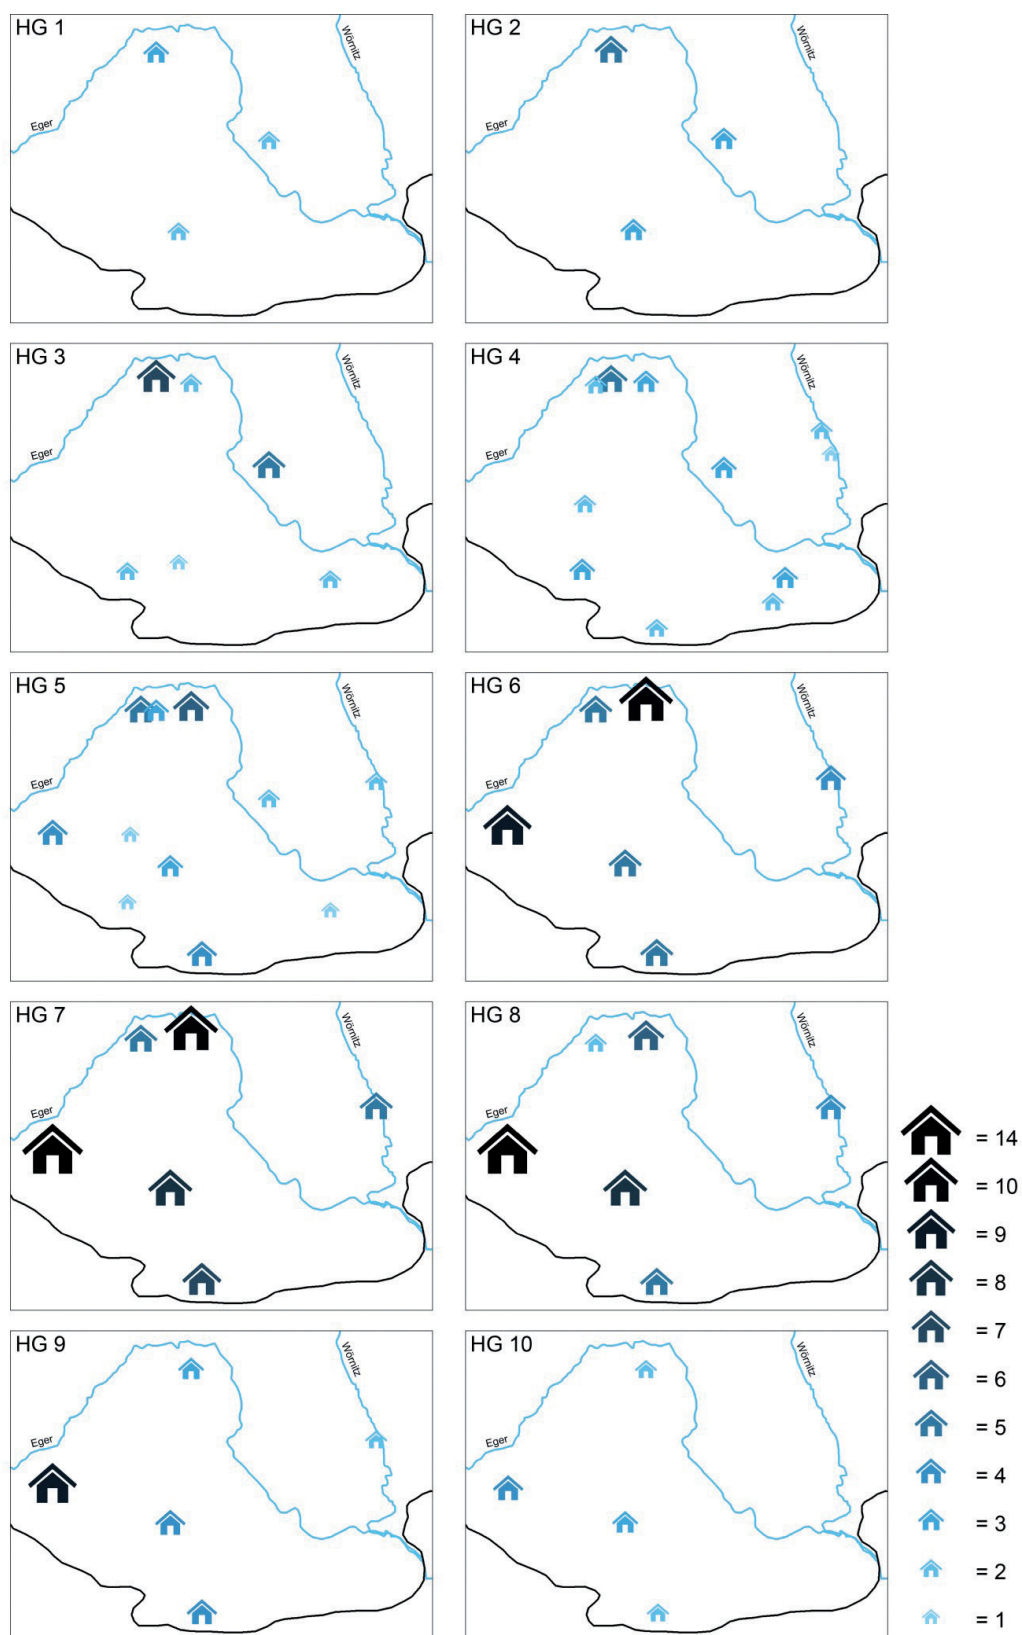 HG 1
Eger
Wörnitz
HG 2
Eger
Wörnitz
HG 3
Eger
Wörnitz
HG 4
Eger
Wörnitz
HG 5
Eger
Wörnitz
HG 6
Eger
Wörnitz
HG 7
Eger
Wörnitz
HG 8
Eger
Wörnitz
HG 9
Eger
Wörnitz
HG 10
Eger
Wörnitz
= 14
= 10
= 9
= 8
= 7
= 6
= 5
= 4
= 3
= 2
= 1